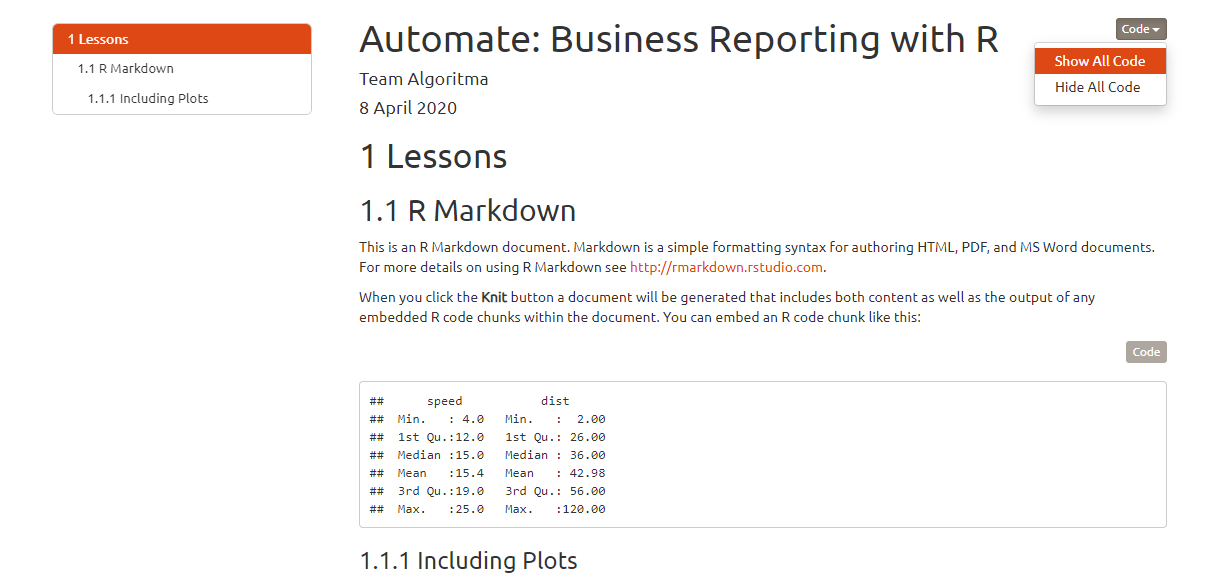 1 Lessons
1.1 R Markdown
1.1.1 Including Plots
Automate: Business Reporting with R
Team Algoritma
8 April 2020
Code
Show All Code
Hide All Code
1 Lessons
1.1 R Markdown
This is an R Markdown document. Markdown is a simple formatting syntax for authoring HTML, PDF, and MS Word documents.
For more details on using R Markdown see http://rmarkdown.rstudio.com.
When you click the Knit button a document will be generated that includes both content as well as the output of any
embedded R code chunks within the document. You can embed an R code chunk like this:
Code
##      speed           dist
##  Min.   : 4.0   Min.   :  2.00
##  1st Qu.:12.0   1st Qu.: 26.00
##  Median :15.0   Median : 36.00
##  Mean   :15.4   Mean   : 42.98
##  3rd Qu.:19.0   3rd Qu.: 56.00
##  Max.   :25.0   Max.   :120.00
1.1.1 Including Plots